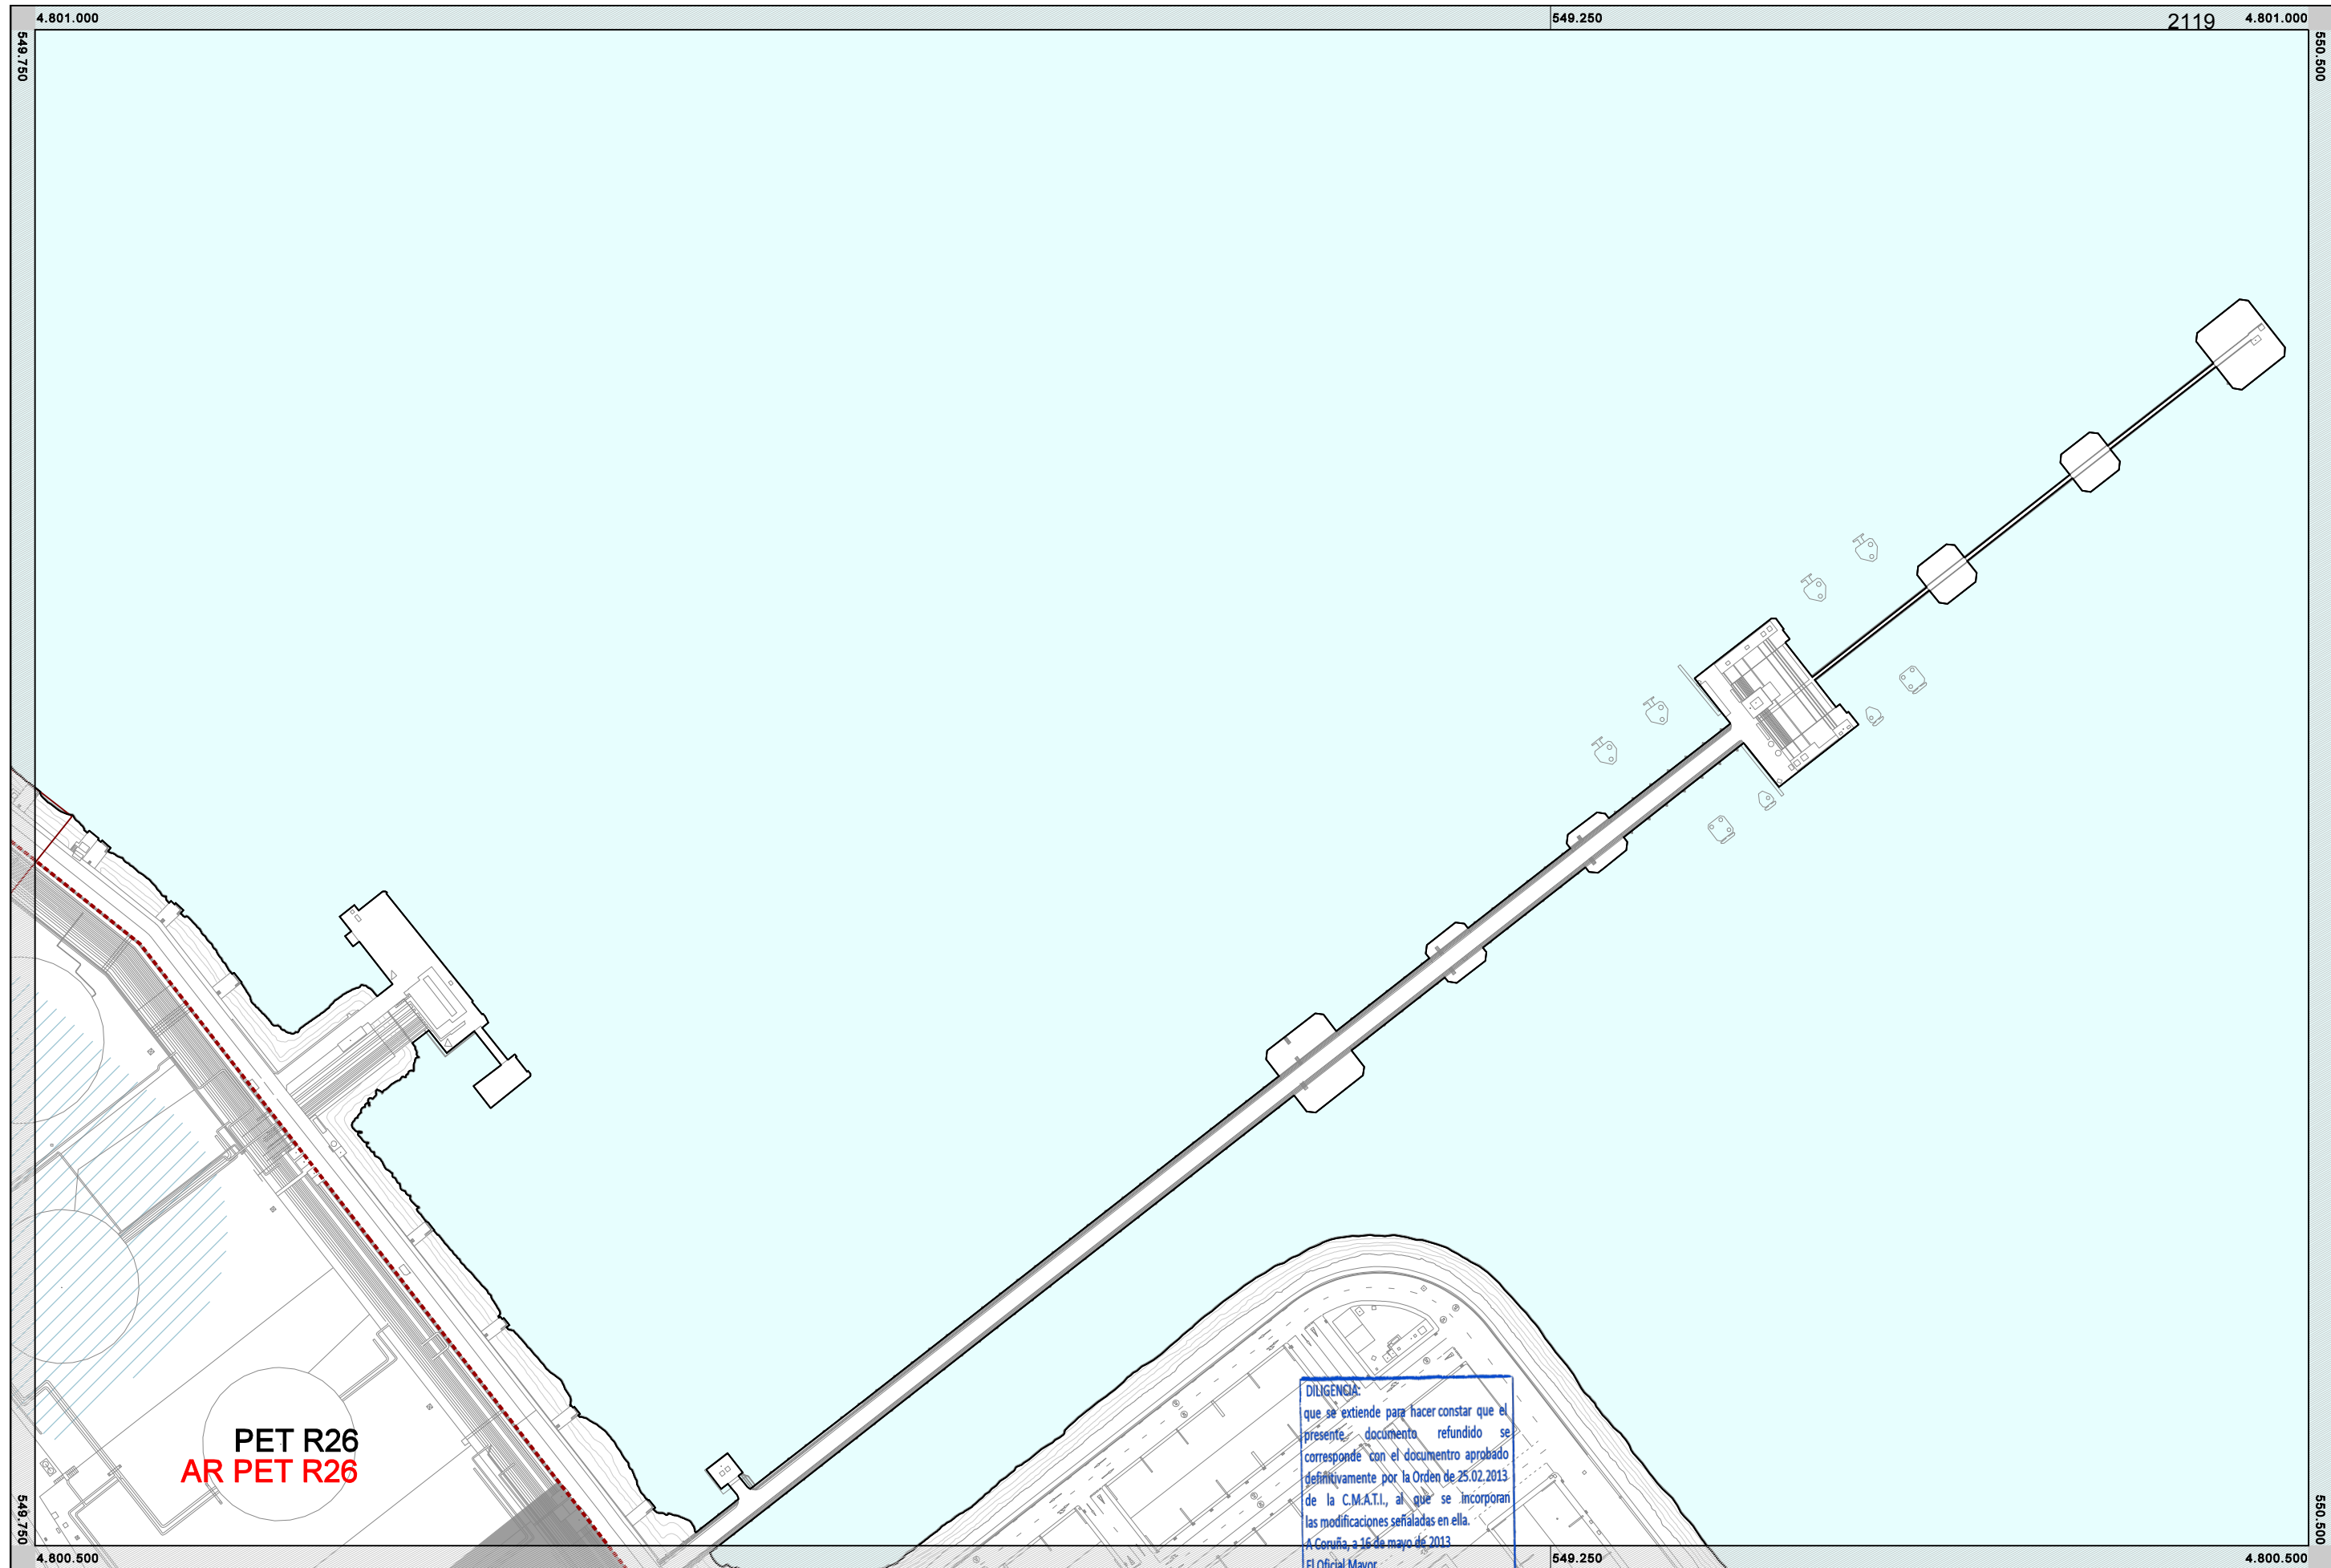 4.801.000
549.250
2119
4.801.000
549.750
550.500
PET R26
AR PET R26
DILIGENCIA:
que se extiende para hacer constar que el
presente documento refundido se
corresponde con el documentro aprobado
definitivamente por la Orden de 25.02.2013
de la C.M.A.T.I., al que se incorporan
las modificaciones señaladas en ella.
A Coruña, a 16 de mayo de 2013
El Oficial Mayor
549.750
550.500
4.800.500
549.250
4.800.500